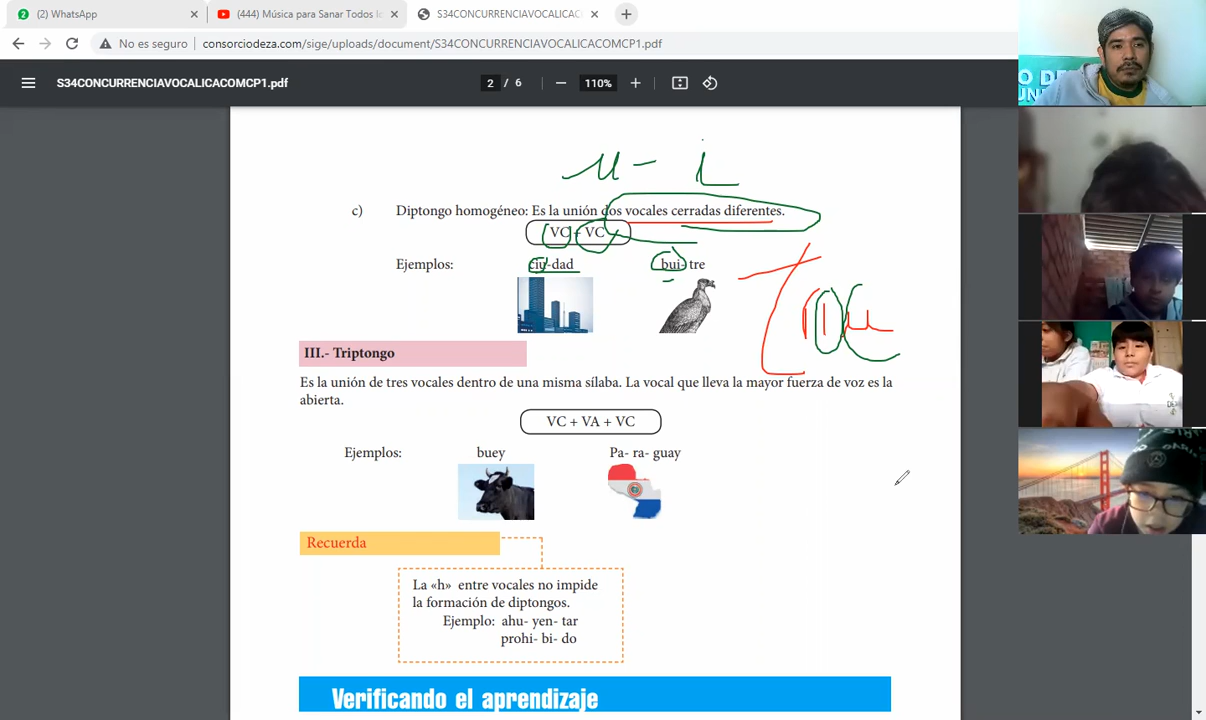 (2) WhatsApp
(444) Música para Sanar Todos l
S34CONCURRENCIAVOCALICACO
No es seguro
consorciodeza.com/sige/uploads/document/S34CONCURRENCIAVOCALICACOMCP1.pdf
S34CONCURRENCIAVOCALICACOMCP1.pdf
2 / 6
110%
u - i
c) Diptongo homogéneo: Es la unión dos vocales cerradas diferentes.
VC + VC
Ejemplos: ciu-dad bui- tre
III.- Triptongo
Es la unión de tres vocales dentro de una misma sílaba. La vocal que lleva la mayor fuerza de voz es la
abierta.
VC + VA + VC
Ejemplos: buey Pa- ra- guay
Recuerda
La «h» entre vocales no impide
la formación de diptongos.
Ejemplo: ahu- yen- tar
prohi- bi- do
Verificando el aprendizaje